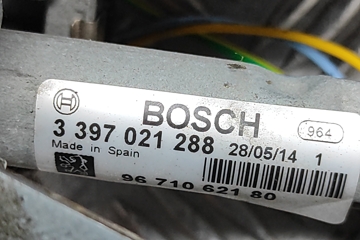 BOSCH 964
3 397 021 288 28/05/14 1
Made in Spain
96 710 621 80